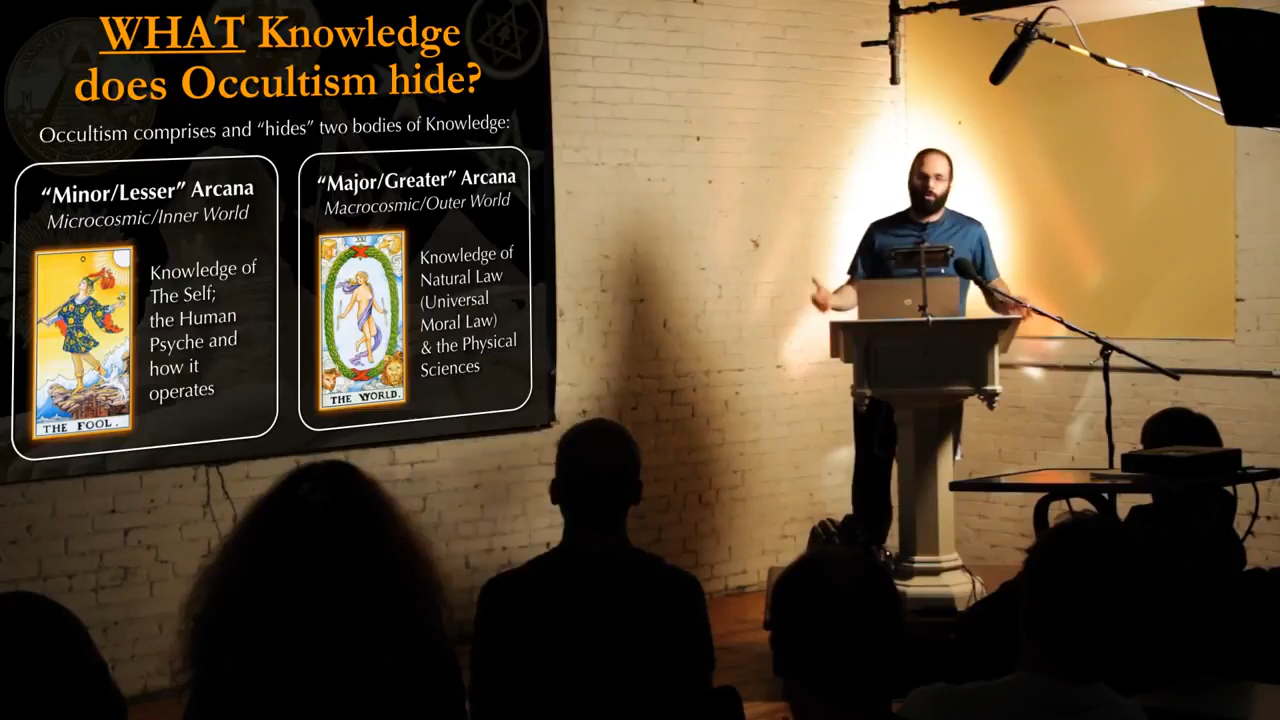 WHAT Knowledge
does Occultism hide?
Occultism comprises and “hides” two bodies of Knowledge:
“Minor/Lesser” Arcana
Microcosmic/Inner World
0
Knowledge of
The Self;
the Human
Psyche and
how it
operates
THE FOOL.
“Major/Greater” Arcana
Macrocosmic/Outer World
XXI
Knowledge of
Natural Law
(Universal
Moral Law)
& the Physical
Sciences
THE WORLD.